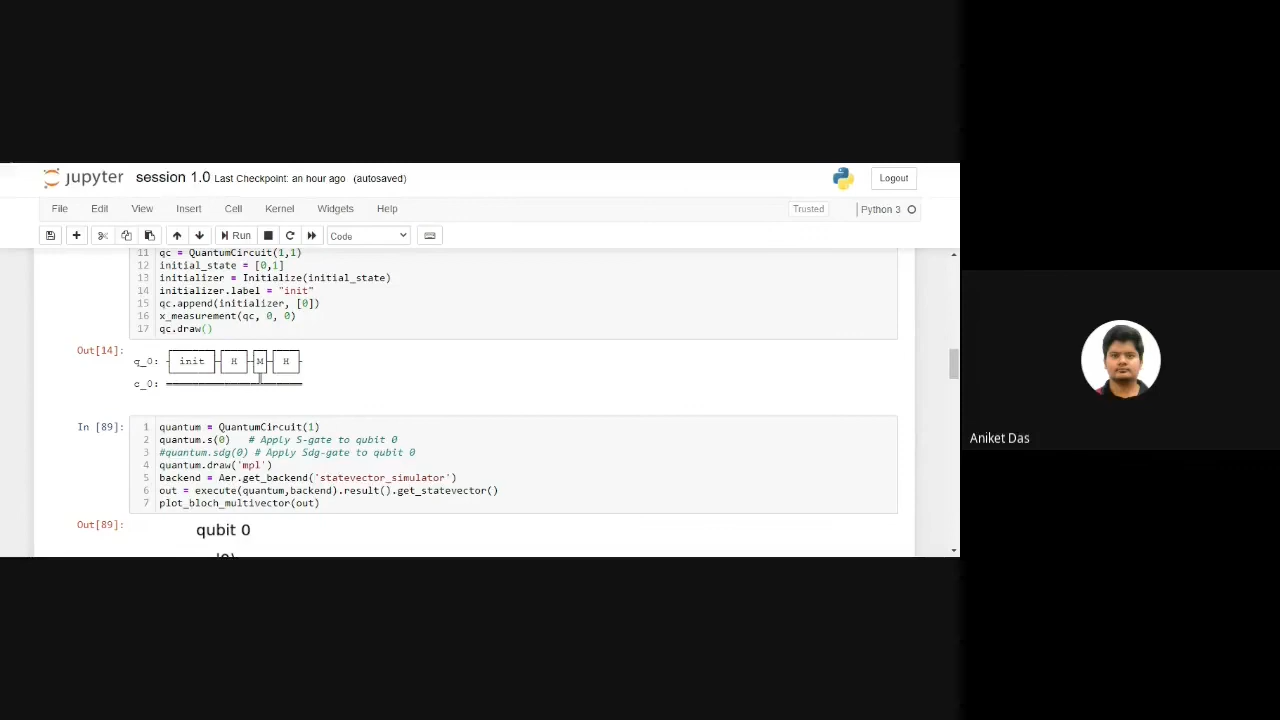 jupyter session 1.0 Last Checkpoint: an hour ago (autosaved)
Logout
File Edit View Insert Cell Kernel Widgets Help
Trusted
Python 3
Run
Code
11 qc = QuantumCircuit(1,1)
12 initial_state = [0,1]
13 initializer = Initialize(initial_state)
14 initializer.label = "init"
15 qc.append(initializer, [0])
16 x_measurement(qc, 0, 0)
17 qc.draw()
Out[14]:
q_0: init H M H
c_0:
In [89]:
1 quantum = QuantumCircuit(1)
2 quantum.s(0) # Apply S-gate to qubit 0
3 #quantum.sdg(0) # Apply Sdg-gate to qubit 0
4 quantum.draw('mpl')
5 backend = Aer.get_backend('statevector_simulator')
6 out = execute(quantum,backend).result().get_statevector()
7 plot_bloch_multivector(out)
Out[89]:
qubit 0
Aniket Das